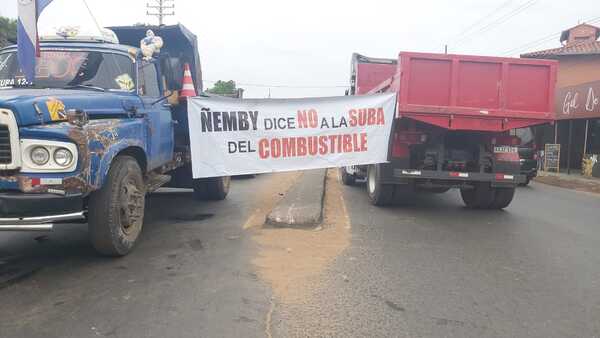 ÑEMBY DICE NO A LA SUBA
DEL COMBUSTIBLE